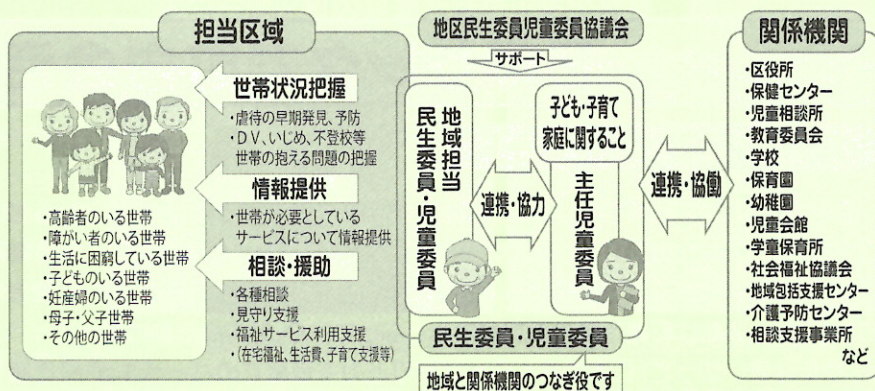 担当区域
世帯状況把握
・虐待の早期発見、予防
・DV、いじめ、不登校等
世帯の抱える問題の把握
情報提供
・世帯が必要としている
サービスについて情報提供
相談・援助
・各種相談
・見守り支援
・福祉サービス利用支援
・(在宅福祉、生活費、子育て支援等)
・高齢者のいる世帯
・障がい者のいる世帯
・生活に困窮している世帯
・子どものいる世帯
・妊産婦のいる世帯
・母子・父子世帯
・その他の世帯
地区民生委員児童委員協議会
サポート
地域担当
民生委員・児童委員
連携・協力
子ども・子育て
家庭に関すること
主任児童委員
民生委員・児童委員
地域と関係機関のつなぎ役です
連携・協働
関係機関
・区役所
・保健センター
・児童相談所
・教育委員会
・学校
・保育園
・幼稚園
・児童会館
・学童保育所
・社会福祉協議会
・地域包括支援センター
・介護予防センター
・相談支援事業所
など